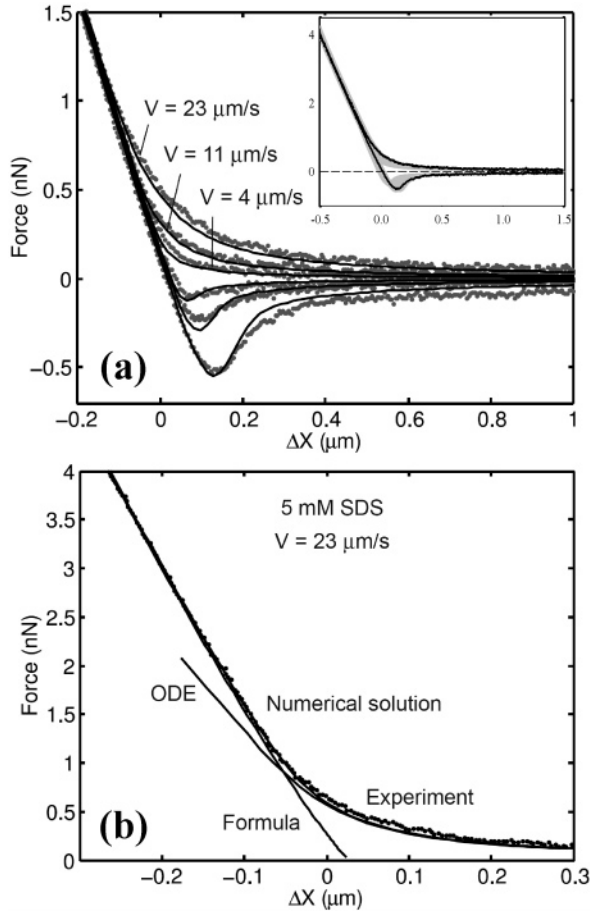 1.5
1
0.5
0
−0.5
Force (nN)
V = 23 μm/s
V = 11 μm/s
V = 4 μm/s
4
2
0
-0.5
0.0
0.5
1.0
1.5
(a)
−0.2
0
0.2
0.4
0.6
0.8
1
ΔX (μm)
4
3.5
3
2.5
2
1.5
1
0.5
0
Force (nN)
5 mM SDS
V = 23 μm/s
ODE
Numerical solution
Experiment
Formula
(b)
−0.2
−0.1
0
0.1
0.2
0.3
ΔX (μm)